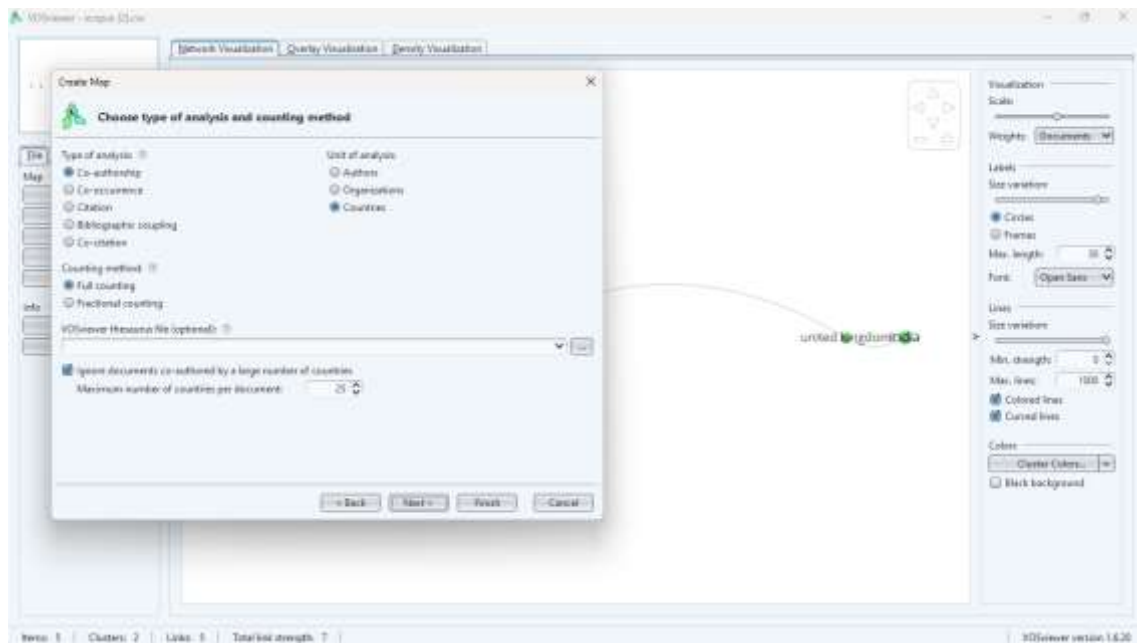 VOSviewer - scopus (2).csv
Network Visualization Overlay Visualization Density Visualization
Create Map
Choose type of analysis and counting method
Type of analysis:
Co-authorship
Co-occurrence
Citation
Bibliographic coupling
Co-citation
Unit of analysis:
Authors
Organizations
Countries
Counting method:
Full counting
Fractional counting
VOSviewer thesaurus file (optional):
...
Ignore documents co-authored by a large number of countries
Maximum number of countries per document: 25
< Back Next > Finish Cancel
File
Map
Info
united kingdom
Visualization
Scale:
Weights: Documents
Labels
Size variation:
Circles
Frames
Max. length: 30
Font: Open Sans
Lines
Size variation:
Min. strength: 0
Max. lines: 1000
Colored lines
Curved lines
Colors
Cluster Colors...
Black background
Clusters: 2 Total link strength: 7
VOSviewer version 1.6.20